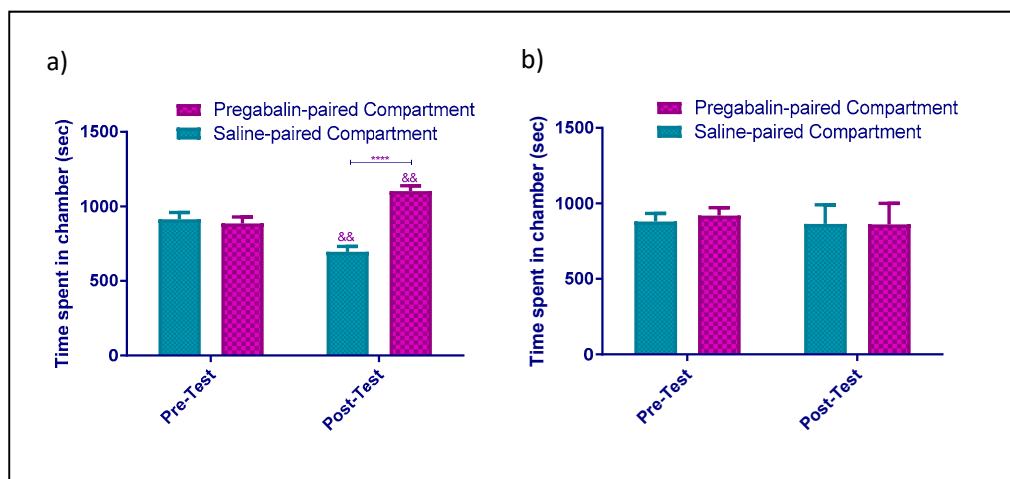 a)
Pregabalin-paired Compartment
Saline-paired Compartment
Time spent in chamber (sec)
1500
1000
500
0
****
&&
&&
Pre-Test
Post-Test
b)
Pregabalin-paired Compartment
Saline-paired Compartment
Time spent in chamber (sec)
1500
1000
500
0
Pre-Test
Post-Test